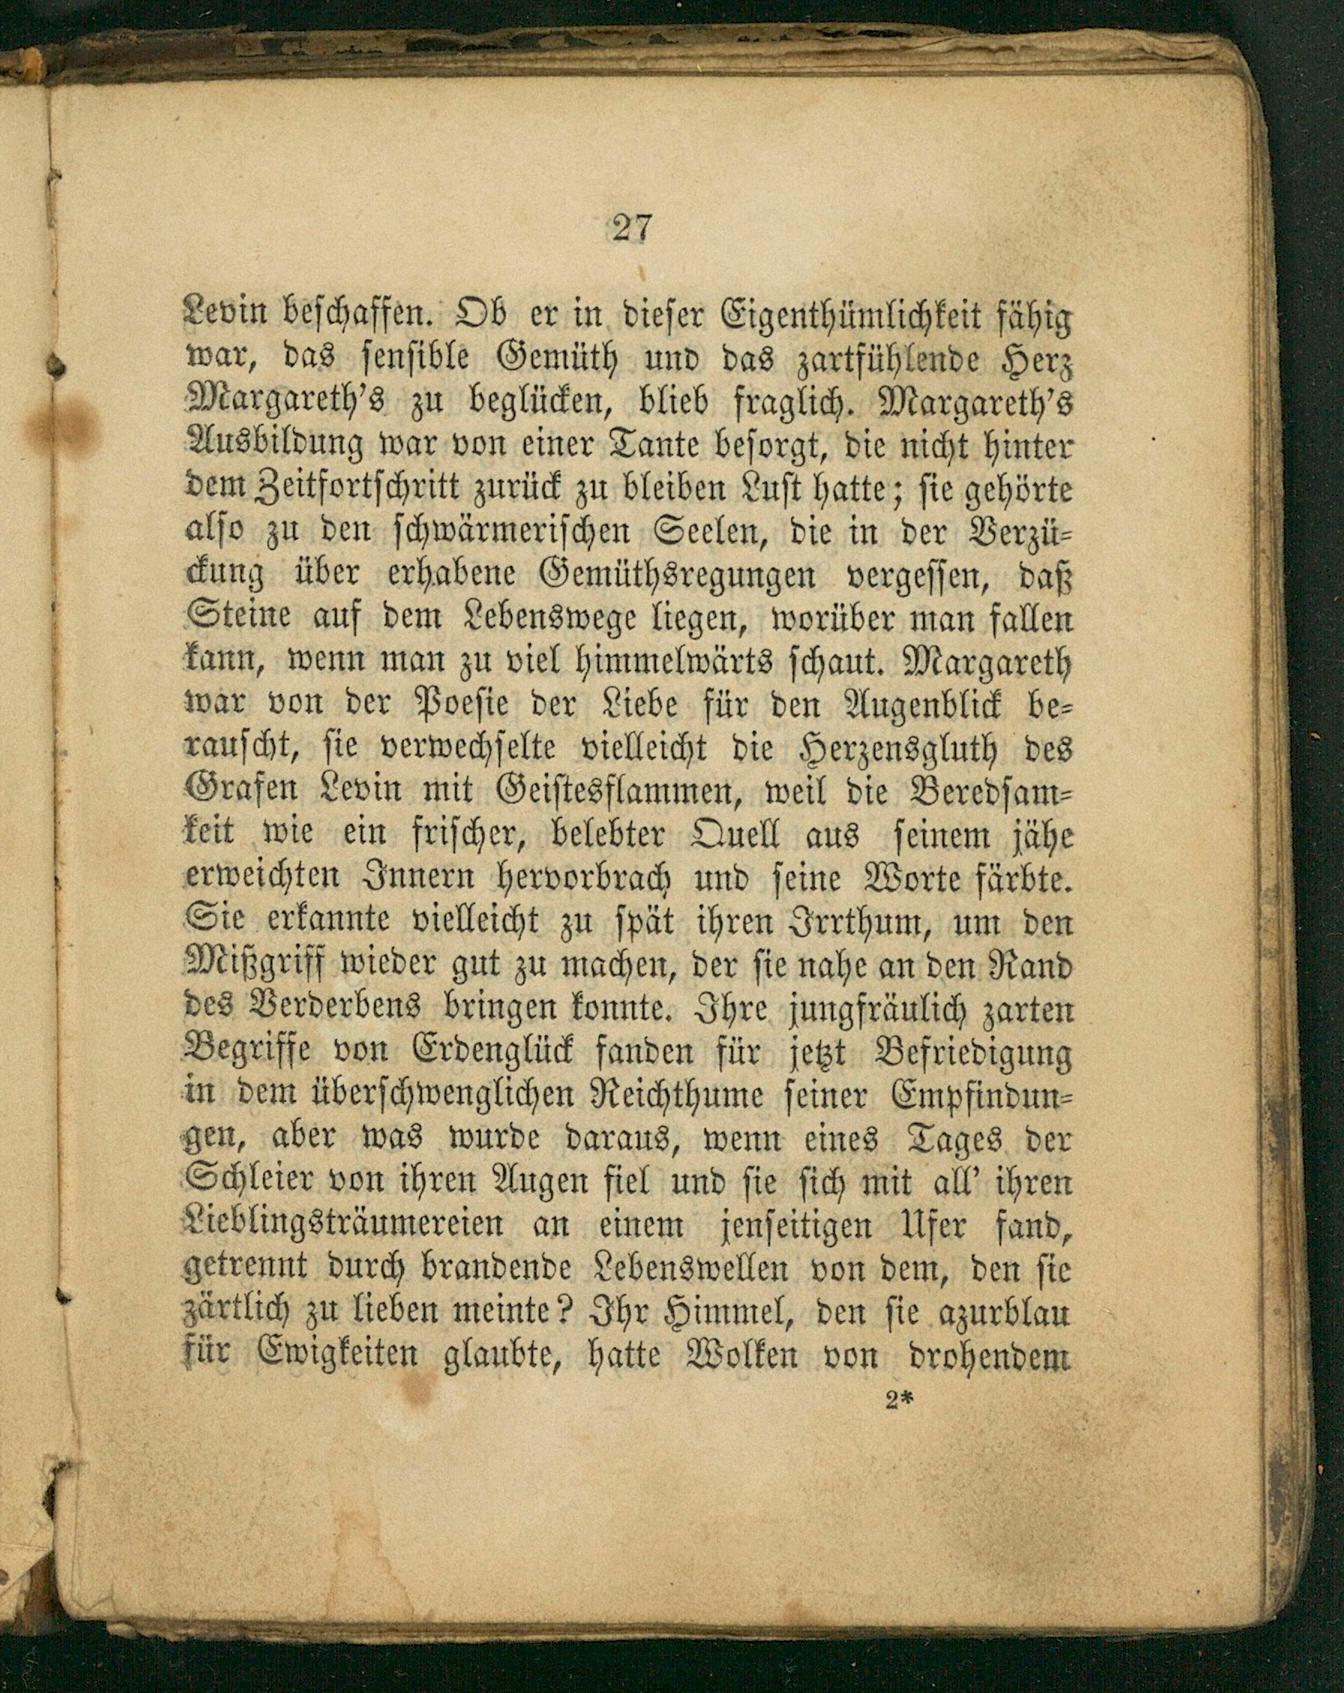 27
Levin beschaffen. Ob er in dieser Eigenthümlichkeit fähig
war, das sensible Gemüth und das zartfühlende Herz
Margareth's zu beglücken, blieb fraglich. Margareth's
Ausbildung war von einer Tante besorgt, die nicht hinter
dem Zeitfortschritt zurück zu bleiben Lust hatte; sie gehörte
also zu den schwärmerischen Seelen, die in der Verzü-
ckung über erhabene Gemüthsregungen vergessen, daß
Steine auf dem Lebenswege liegen, worüber man fallen
kann, wenn man zu viel himmelwärts schaut. Margareth
war von der Poesie der Liebe für den Augenblick be-
rauscht, sie verwechselte vielleicht die Herzensgluth des
Grafen Levin mit Geistesflammen, weil die Beredsam-
keit wie ein frischer, belebter Quell aus seinem jähe
erweichten Innern hervorbrach und seine Worte färbte.
Sie erkannte vielleicht zu spät ihren Irrthum, um den
Mißgriff wieder gut zu machen, der sie nahe an den Rand
des Verderbens bringen konnte. Ihre jungfräulich zarten
Begriffe von Erdenglück fanden für jetzt Befriedigung
in dem überschwenglichen Reichthume seiner Empfindun-
gen, aber was wurde daraus, wenn eines Tages der
Schleier von ihren Augen fiel und sie sich mit all' ihren
Lieblingsträumereien an einem jenseitigen Ufer fand,
getrennt durch brandende Lebenswellen von dem, den sie
zärtlich zu lieben meinte? Ihr Himmel, den sie azurblau
für Ewigkeiten glaubte, hatte Wolken von drohendem
2*